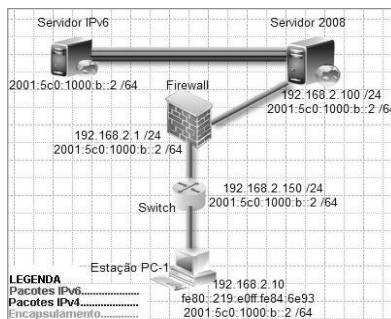 Servidor IPv6
Servidor 2008
2001:5c0:1000:b::2 /64
Firewall
192.168.2.100 /24
2001:5c0:1000:b::2 /64
192.168.2.1 /24
2001:5c0:1000:b::2 /64
192.168.2.150 /24
2001:5c0:1000:b::2 /64
Switch
Estação PC-1
192.168.2.10
fe80::219:e0ff:fe84:6e93
2001:5c0:1000:b::2 /64
LEGENDA
Pacotes IPv6
Pacotes IPv4
Encapsulamento